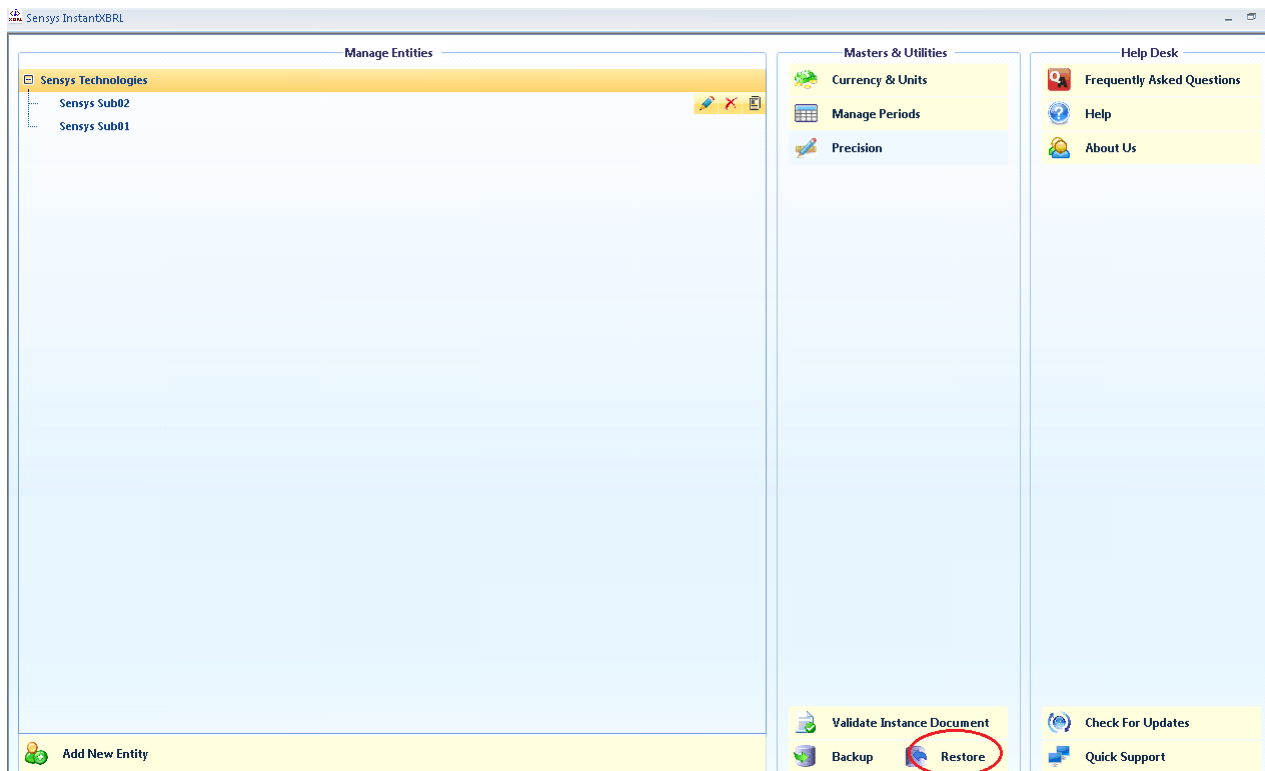 Sensys InstantXBRL
Manage Entities
Sensys Technologies
Sensys Sub02
Sensys Sub01
Add New Entity
Masters & Utilities
Currency & Units
Manage Periods
Precision
Validate Instance Document
Backup Restore
Help Desk
Frequently Asked Questions
Help
About Us
Check For Updates
Quick Support